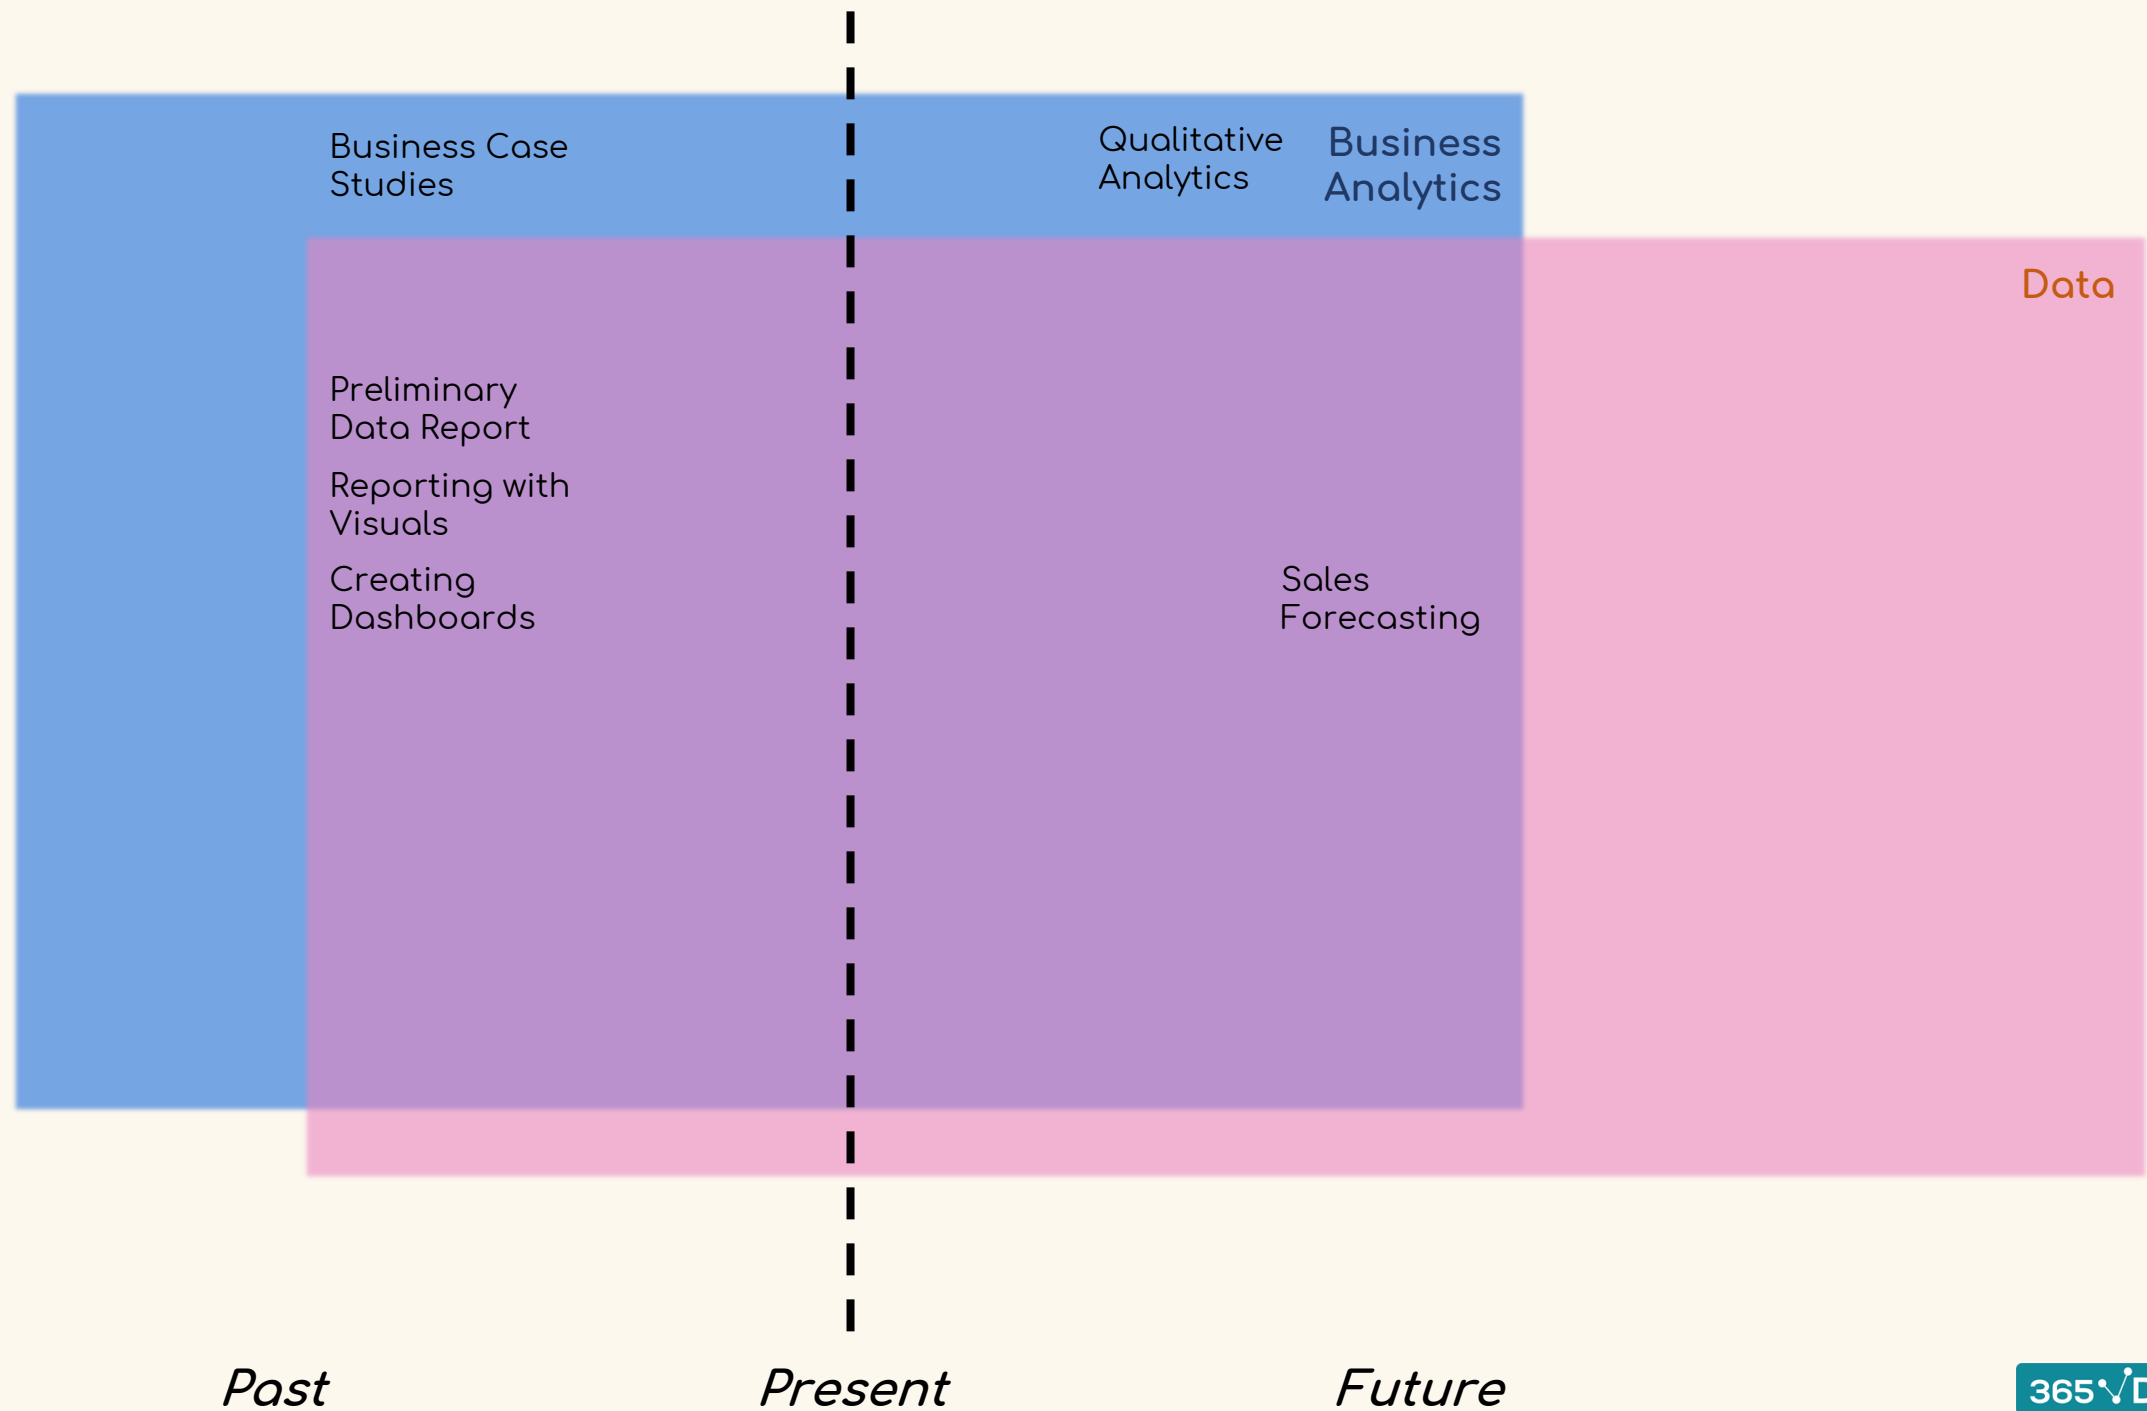 Business Case
Studies
Qualitative
Analytics
Business
Analytics
Data
Preliminary
Data Report
Reporting with
Visuals
Creating
Dashboards
Sales
Forecasting
Past
Present
Future
365 D